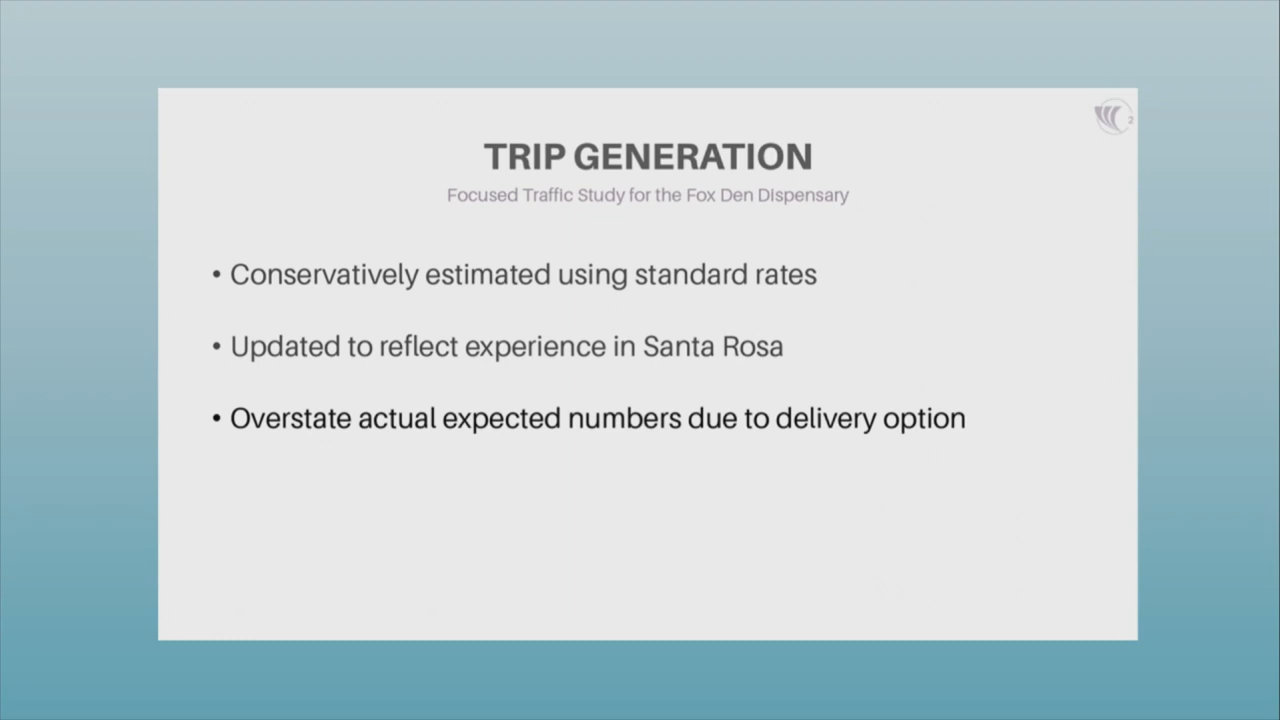 2
TRIP GENERATION
Focused Traffic Study for the Fox Den Dispensary
• Conservatively estimated using standard rates
• Updated to reflect experience in Santa Rosa
• Overstate actual expected numbers due to delivery option